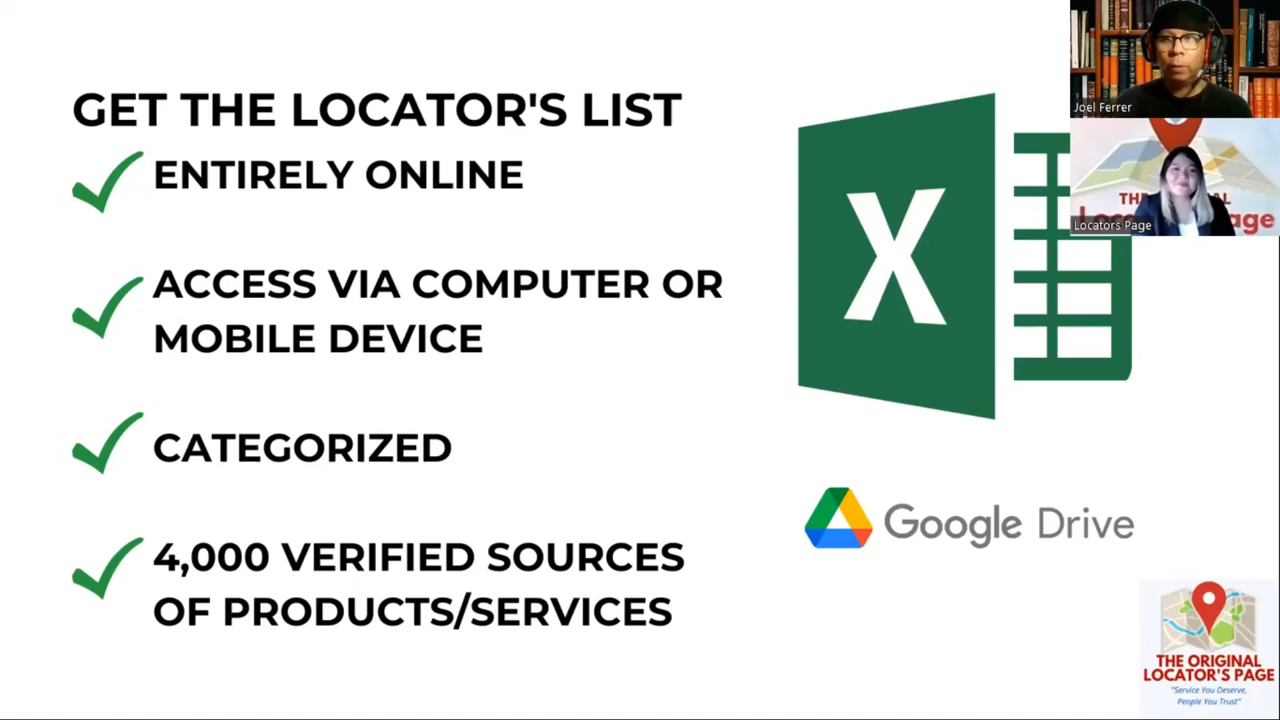 GET THE LOCATOR'S LIST
ENTIRELY ONLINE
ACCESS VIA COMPUTER OR
MOBILE DEVICE
CATEGORIZED
4,000 VERIFIED SOURCES
OF PRODUCTS/SERVICES
X
Google Drive
Joel Ferrer
Locators Page
THE ORIGINAL
LOCATOR'S PAGE
"Service You Deserve,
People You Trust"